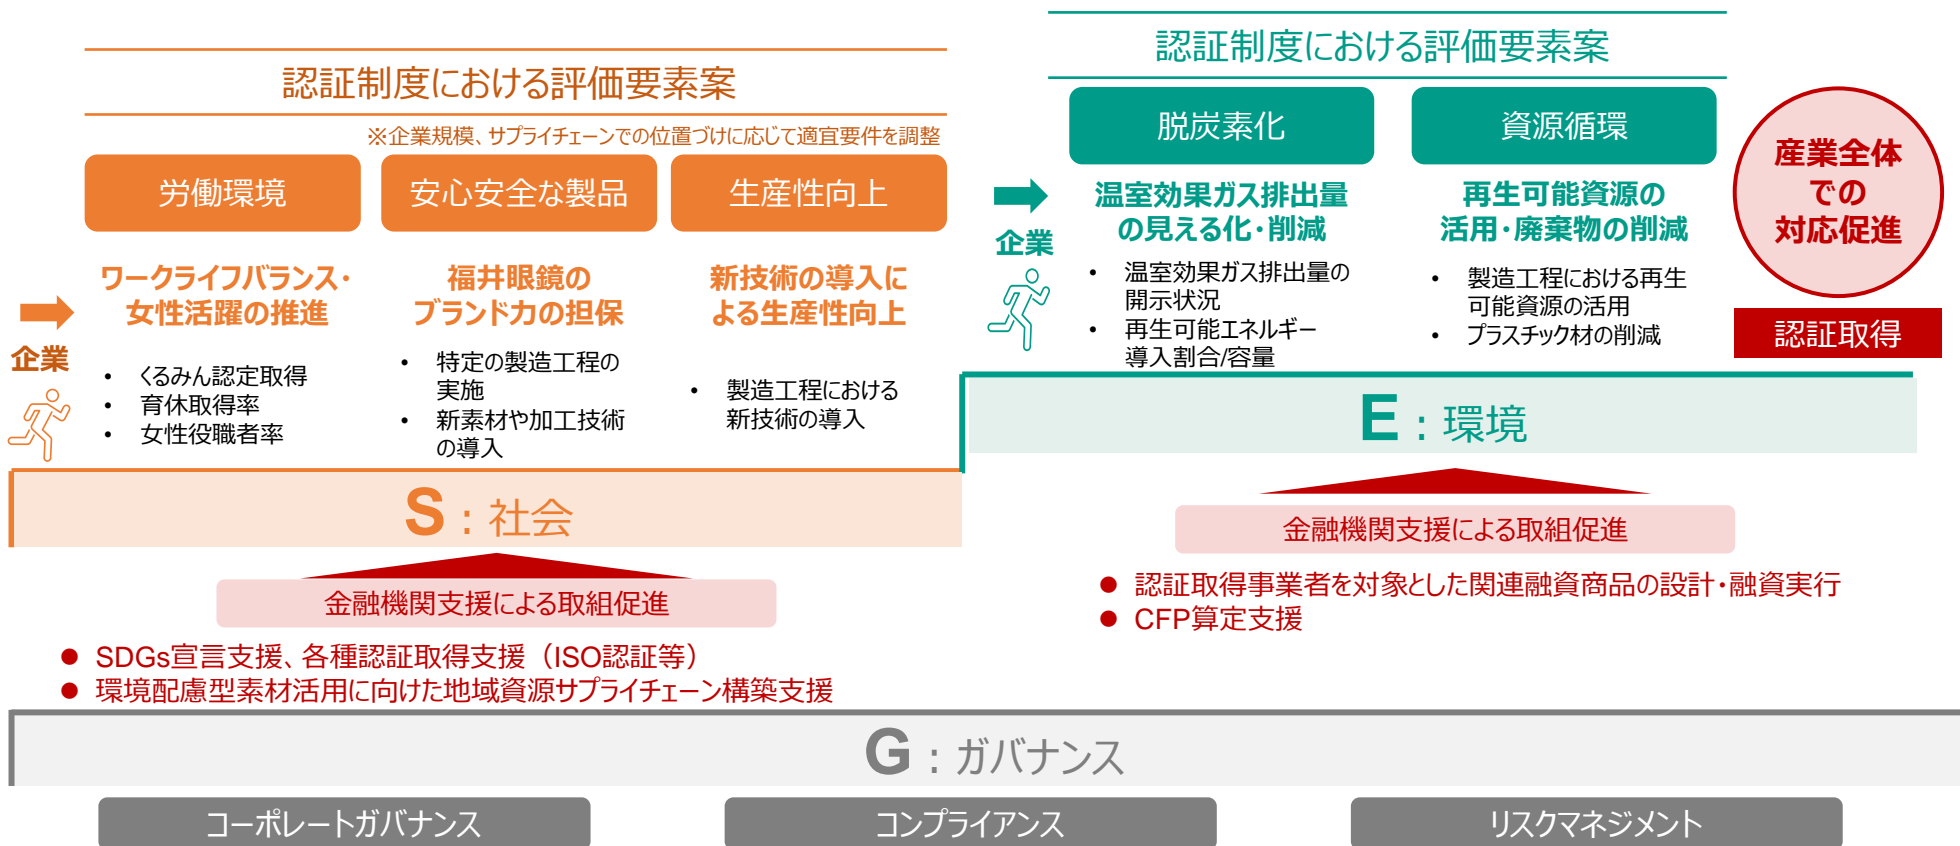 認証制度における評価要素案
※企業規模、サプライチェーンでの位置づけに応じて適宜要件を調整
労働環境
安心安全な製品
生産性向上
企業
ワークライフバランス・
女性活躍の推進
• くるみん認定取得
• 育休取得率
• 女性役職者率
福井眼鏡の
ブランド力の担保
• 特定の製造工程の
実施
• 新素材や加工技術
の導入
新技術の導入に
よる生産性向上
• 製造工程における
新技術の導入
S：社会
金融機関支援による取組促進
● SDGs宣言支援、各種認証取得支援（ISO認証等）
● 環境配慮型素材活用に向けた地域資源サプライチェーン構築支援
認証制度における評価要素案
脱炭素化
資源循環
企業
温室効果ガス排出量
の見える化・削減
• 温室効果ガス排出量の
開示状況
• 再生可能エネルギー
導入割合/容量
再生可能資源の
活用・廃棄物の削減
• 製造工程における再生
可能資源の活用
• プラスチック材の削減
産業全体
での
対応促進
認証取得
E：環境
金融機関支援による取組促進
● 認証取得事業者を対象とした関連融資商品の設計・融資実行
● CFP算定支援
G：ガバナンス
コーポレートガバナンス
コンプライアンス
リスクマネジメント